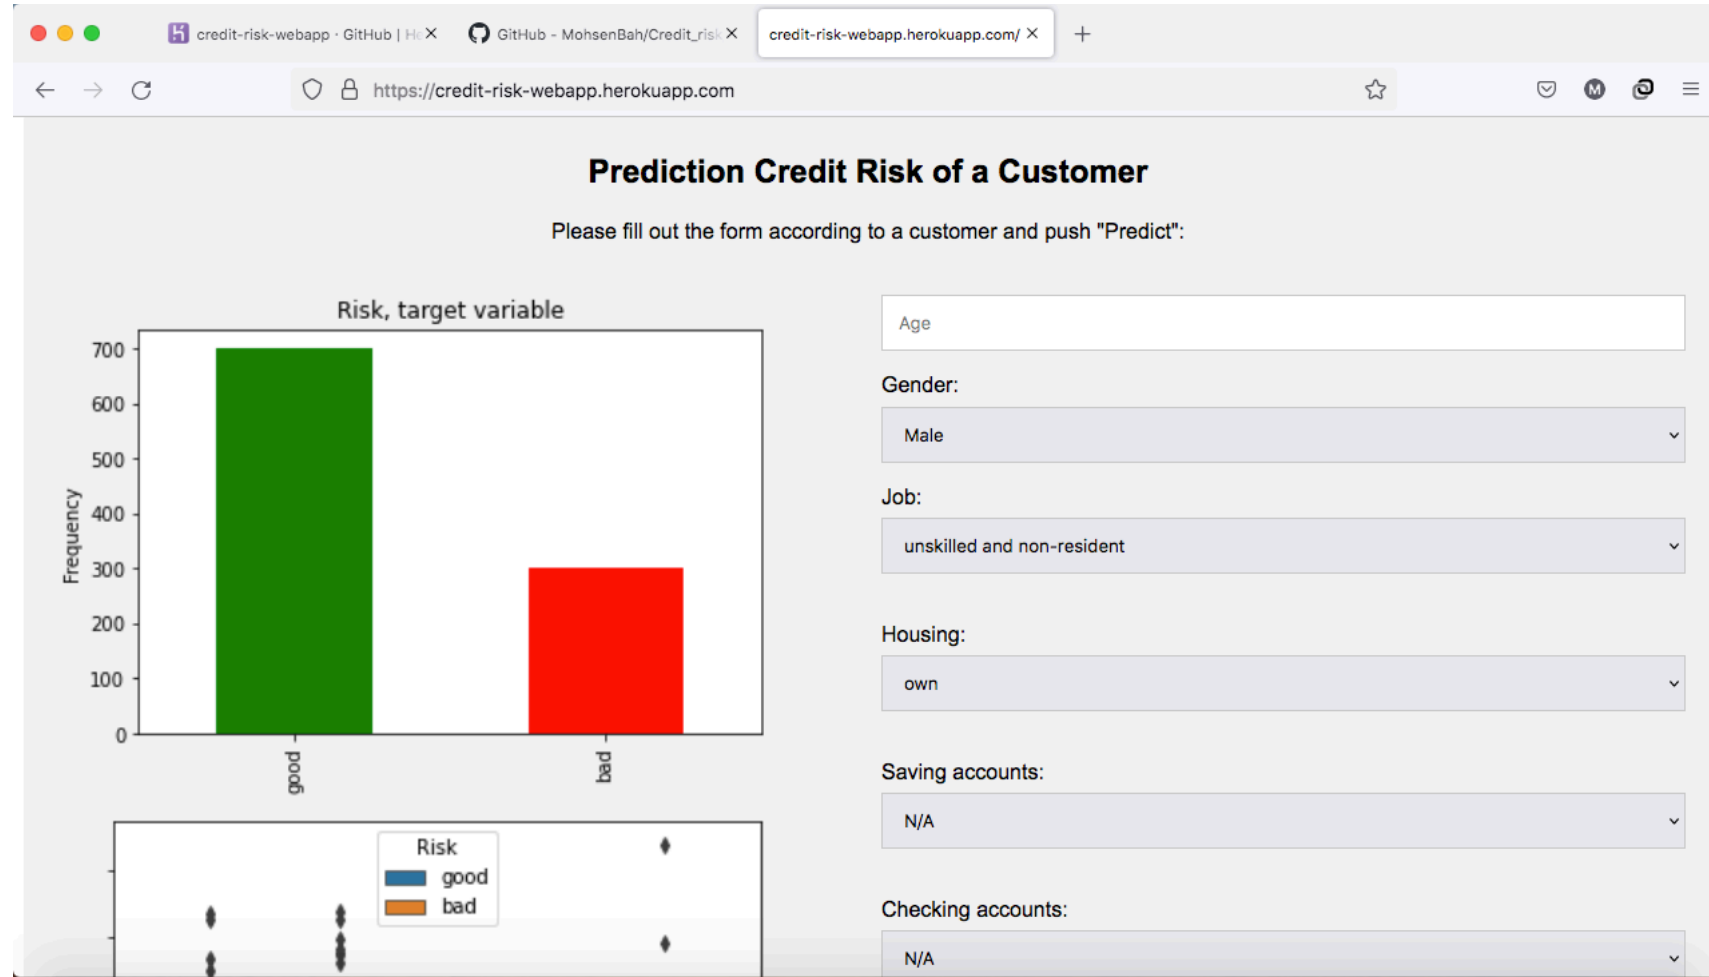 credit-risk-webapp · GitHub | He
GitHub - MohsenBah/Credit_risk
credit-risk-webapp.herokuapp.com/
https://credit-risk-webapp.herokuapp.com
M
Prediction Credit Risk of a Customer
Please fill out the form according to a customer and push "Predict":
Risk, target variable
700
600
500
400
300
200
100
0
Frequency
good
bad
Risk
good
bad
Age
Gender:
Male
Job:
unskilled and non-resident
Housing:
own
Saving accounts:
N/A
Checking accounts:
N/A